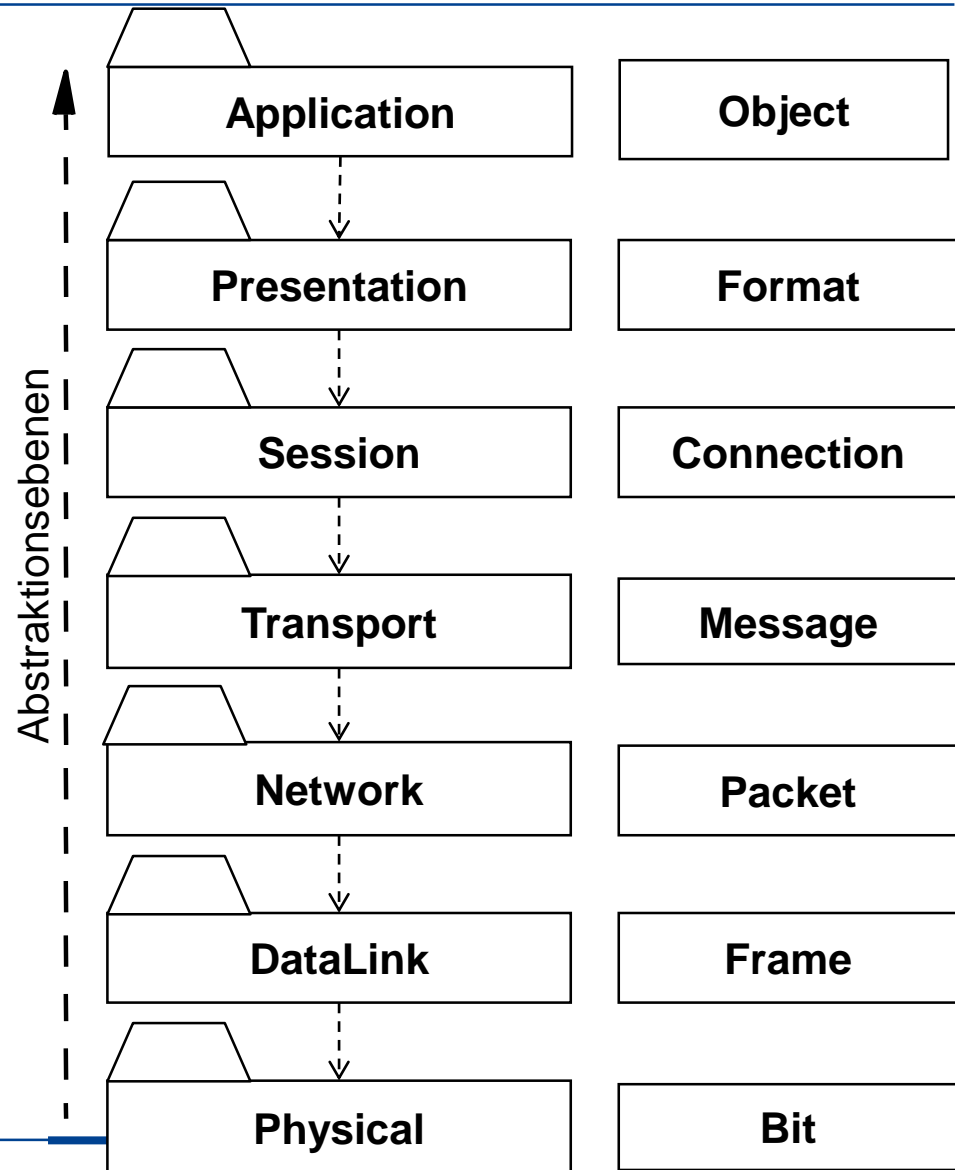 Application
Object
Presentation
Format
Session
Connection
Transport
Message
Network
Packet
DataLink
Frame
Physical
Bit
Abstraktionsebenen